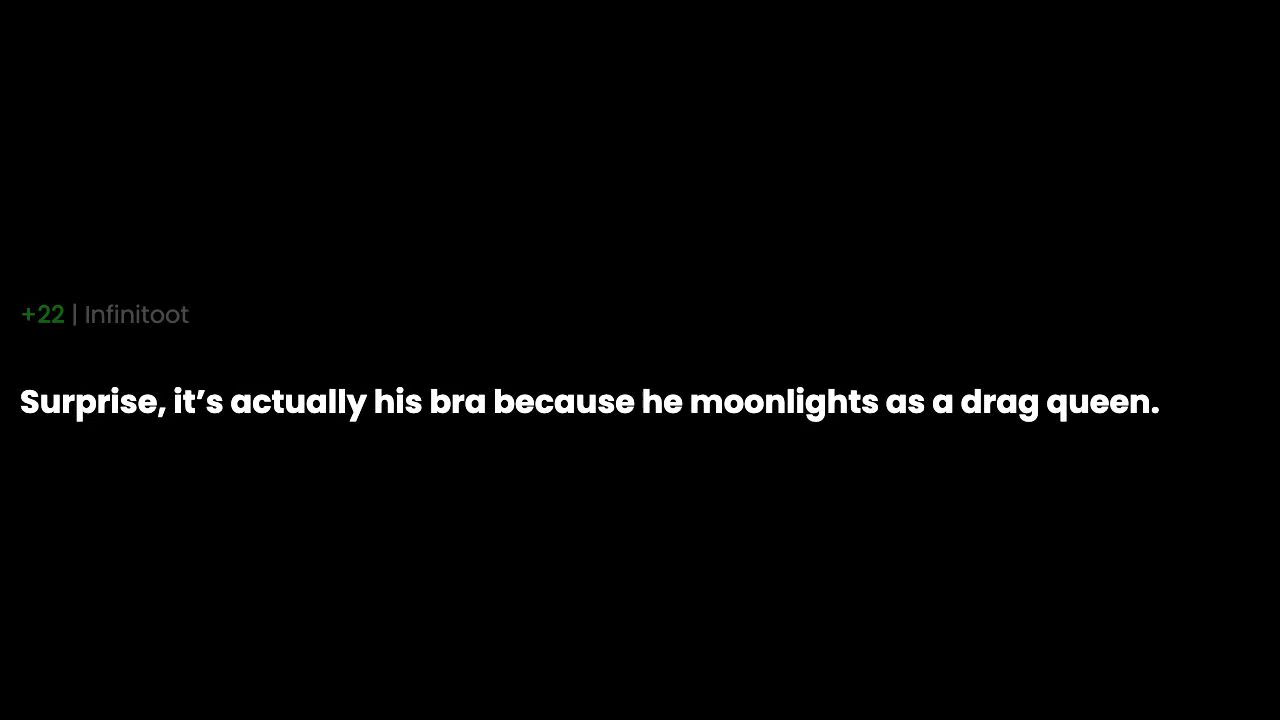 +22 | Infinitoot
Surprise, it’s actually his bra because he moonlights as a drag queen.